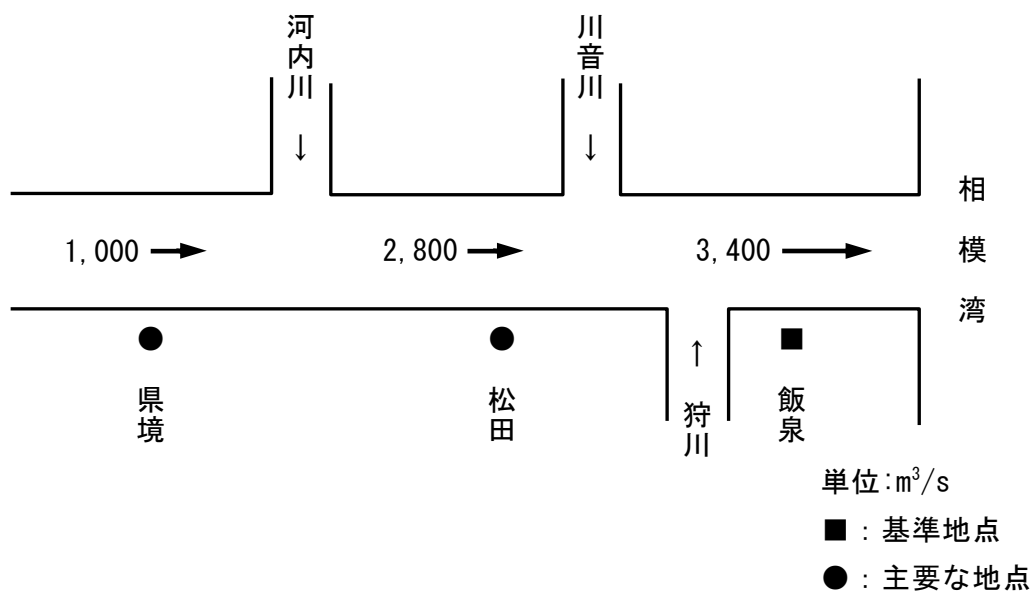 河内川
川音川
↓
↓
相模湾
1,000
2,800
3,400
県境
松田
↑
狩川
飯泉
単位:m³/s
■ : 基準地点
● : 主要な地点